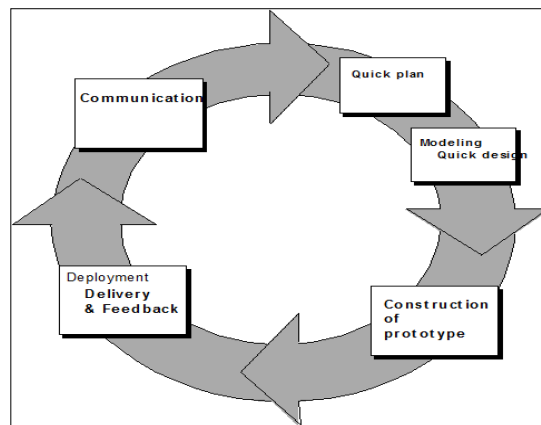 Communication
Quick plan
Modeling
Quick design
Construction
of
prototype
Deployment
Delivery
& Feedback